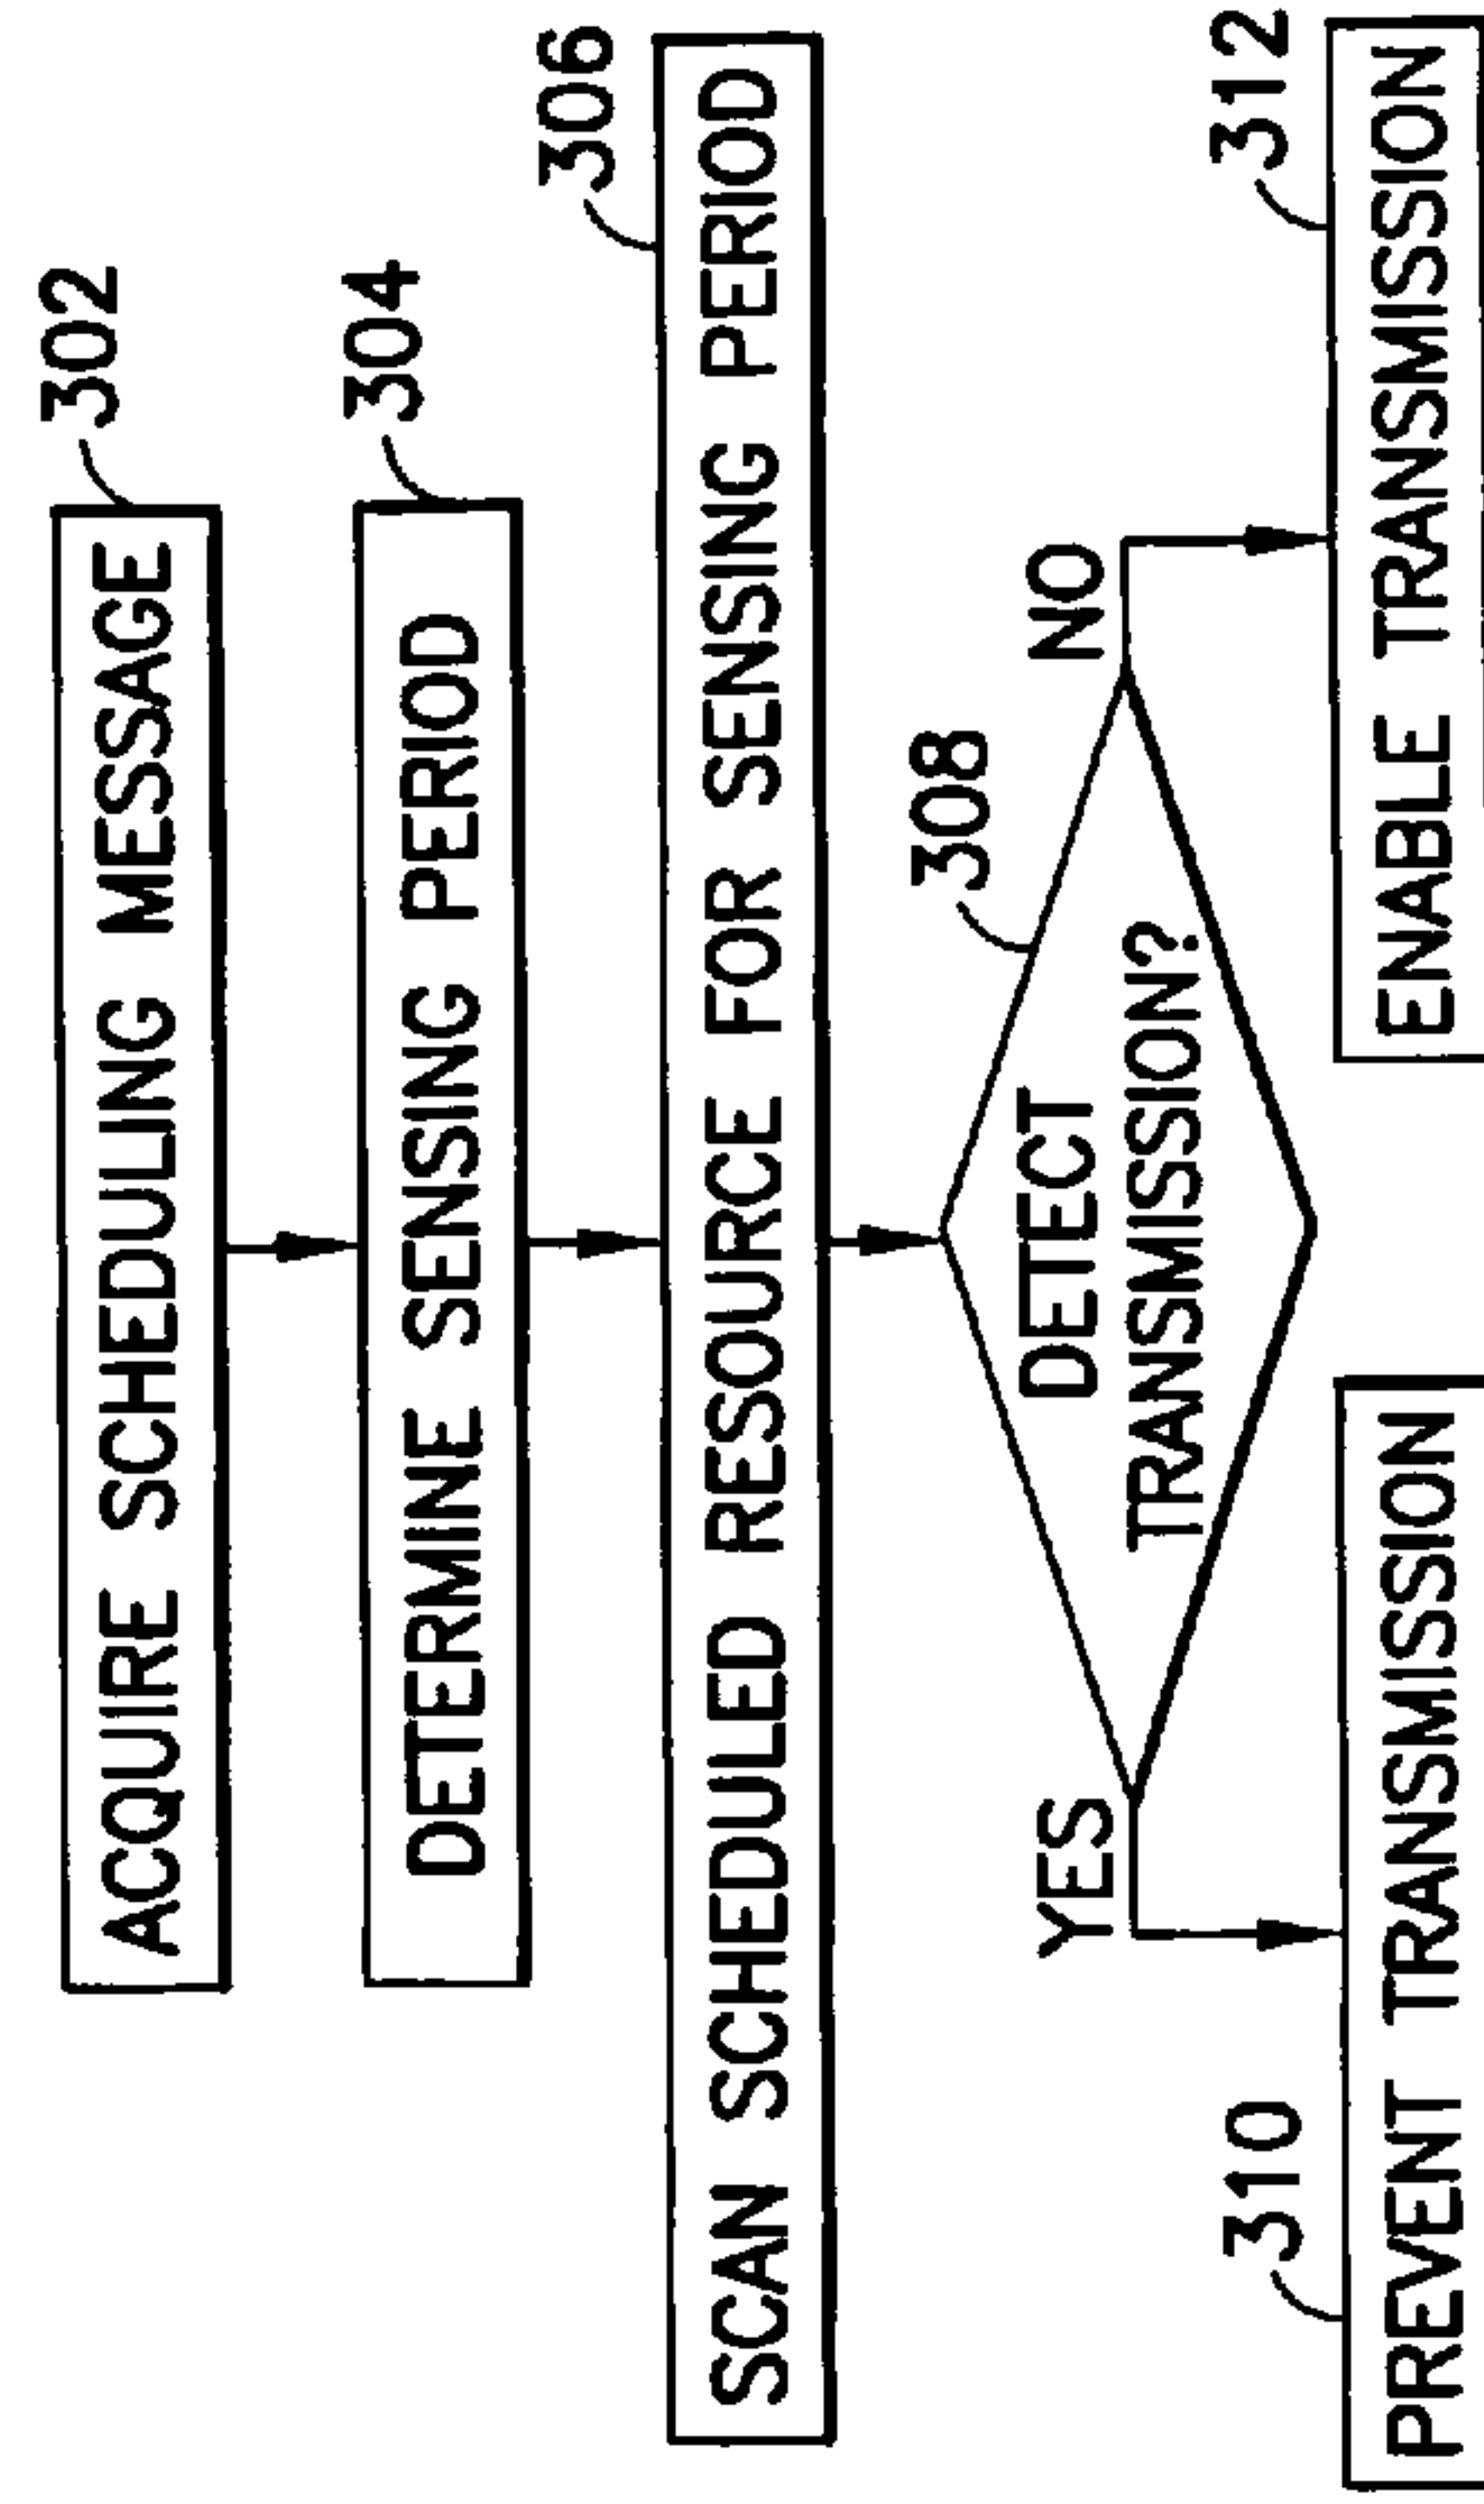 302
ACQUIRE SCHEDULING MESSAGE
304
DETERMINE SENSING PERIOD
306
SCAN SCHEDULED RESOURCE FOR SENSING PERIOD
308
DETECT
TRANSMISSION?
YES
NO
310
PREVENT TRANSMISSION
312
ENABLE TRANSMISSION